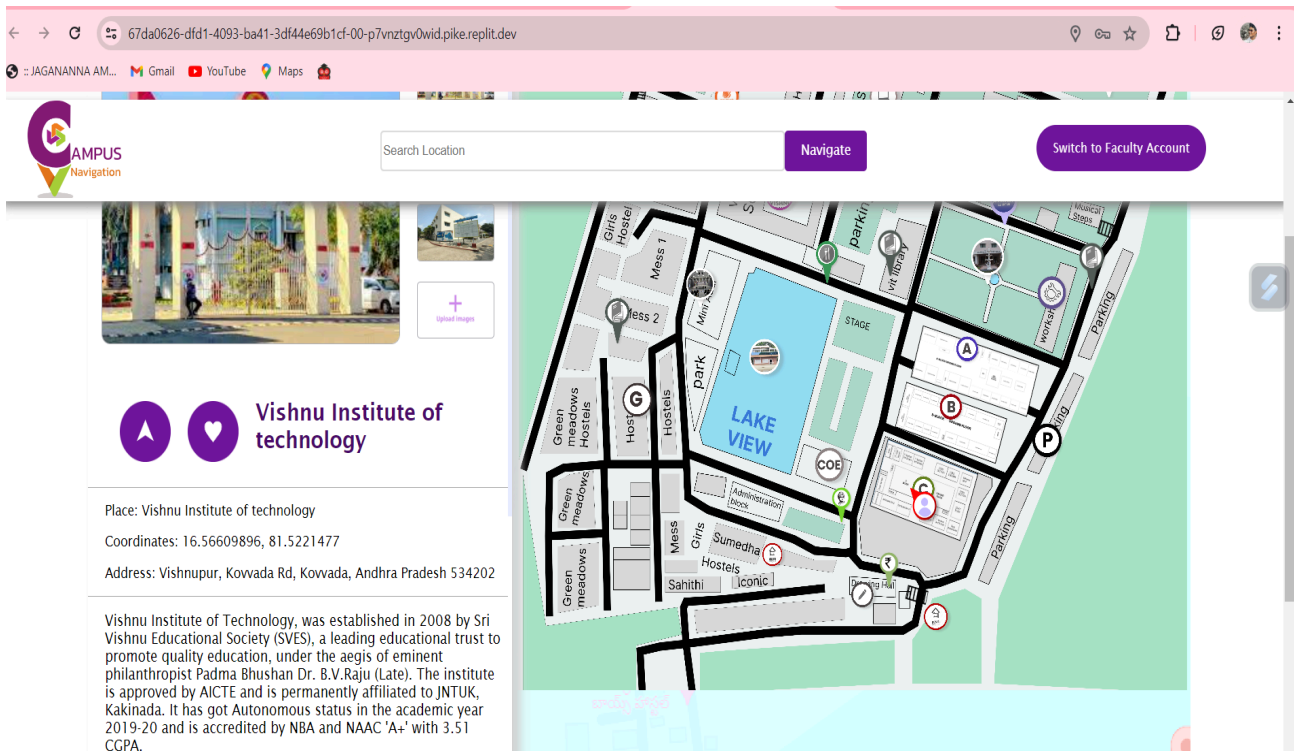 67da0626-dfd1-4093-ba41-3df44e69b1cf-00-p7vnztgv0wid.pike.replit.dev
:: JAGANANNA AM...
Gmail
YouTube
Maps
CAMPUS
Navigation
Search Location
Navigate
Switch to Faculty Account
Upload images
Vishnu Institute of
technology
Place: Vishnu Institute of technology
Coordinates: 16.56609896, 81.5221477
Address: Vishnupur, Kovvada Rd, Kovvada, Andhra Pradesh 534202
Vishnu Institute of Technology, was established in 2008 by Sri
Vishnu Educational Society (SVES), a leading educational trust to
promote quality education, under the aegis of eminent
philanthropist Padma Bhushan Dr. B.V.Raju (Late). The institute
is approved by AICTE and is permanently affiliated to JNTUK,
Kakinada. It has got Autonomous status in the academic year
2019-20 and is accredited by NBA and NAAC 'A+' with 3.51
CGPA.
Girls
Hostel
Mess 1
Mess 2
Mini
park
parkin
vit library
Musical
Steps
worksh
Parking
STAGE
LAKE
VIEW
A
B
C
P
G
COE
Green
meadows
Hostels
Host
Hostels
Green
meadows
Green
meadows
Administration
block
Mess
Girls
Hostels
Sumedha
Sahithi
Iconic
Parking
₹